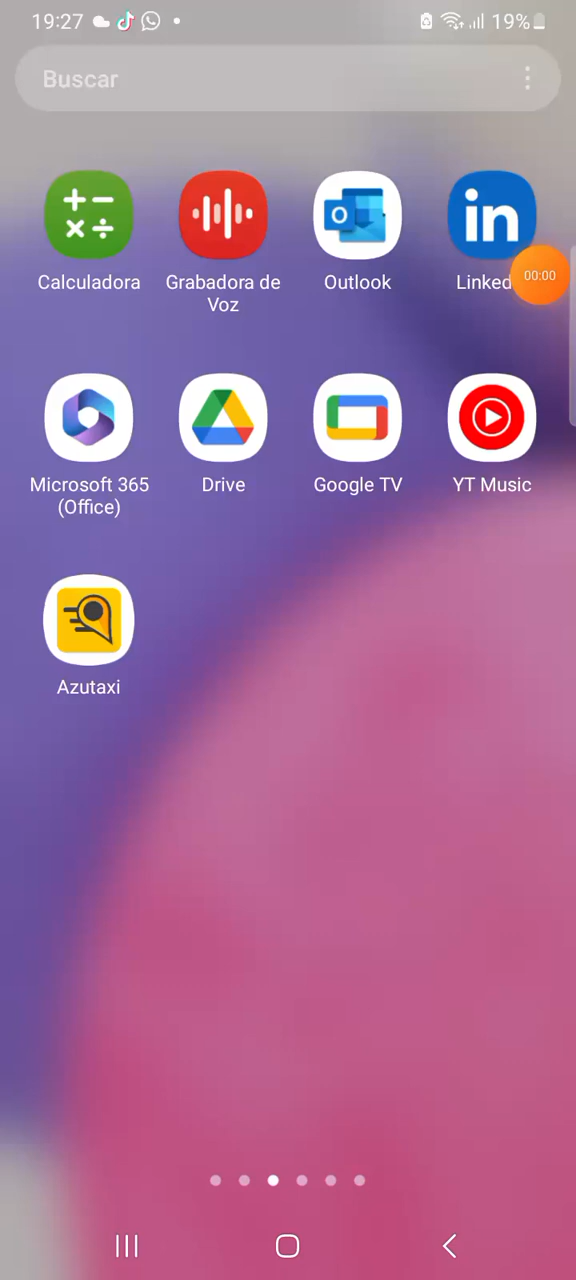 19:27 19%
Buscar
Calculadora
Grabadora de
Voz
Outlook
in
Linked
00:00
Microsoft 365
(Office)
Drive
Google TV
YT Music
Azutaxi